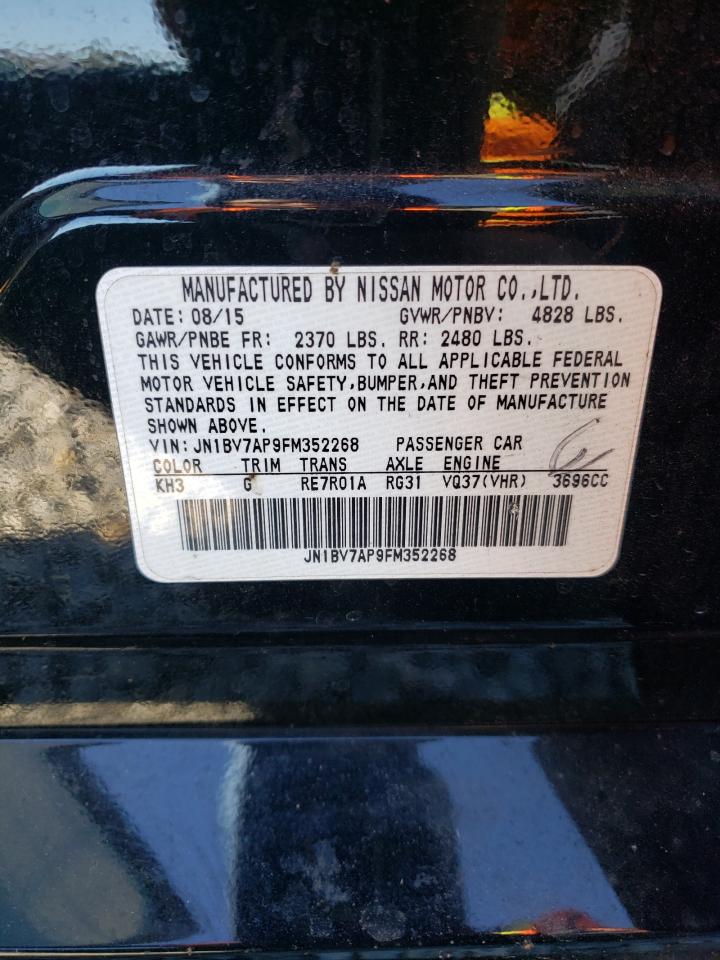 MANUFACTURED BY NISSAN MOTOR CO.,LTD.
DATE: 08/15 GVWR/PNBV: 4828 LBS.
GAWR/PNBE FR: 2370 LBS. RR: 2480 LBS.
THIS VEHICLE CONFORMS TO ALL APPLICABLE FEDERAL
MOTOR VEHICLE SAFETY,BUMPER,AND THEFT PREVENTION
STANDARDS IN EFFECT ON THE DATE OF MANUFACTURE
SHOWN ABOVE.
VIN: JN1BV7AP9FM352268 PASSENGER CAR
COLOR TRIM TRANS AXLE ENGINE
KH3 G RE7R01A RG31 VQ37(VHR) 3696CC
JN1BV7AP9FM352268